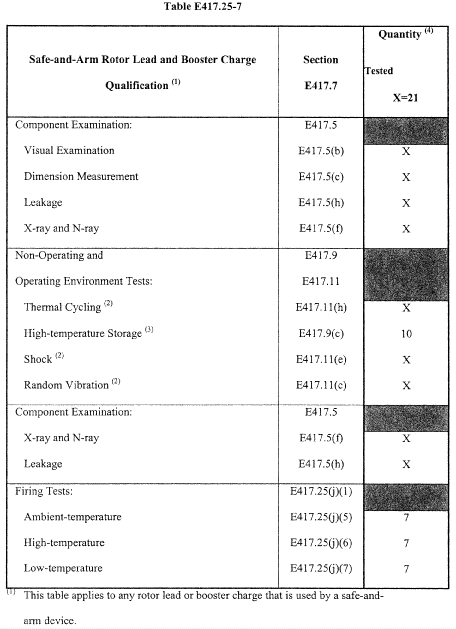 Table E417.25-7
Quantity (4)
Safe-and-Arm Rotor Lead and Booster Charge Section
Tested
Qualification (1) E417.7
X=21
Component Examination: E417.5
Visual Examination E417.5(b) X
Dimension Measurement E417.5(c) X
Leakage E417.5(h) X
X-ray and N-ray E417.5(f) X
Non-Operating and E417.9
Operating Environment Tests: E417.11
Thermal Cycling (2) E417.11(h) X
High-temperature Storage (3) E417.9(c) 10
Shock (2) E417.11(e) X
Random Vibration (2) E417.11(c) X
Component Examination: E417.5
X-ray and N-ray E417.5(f) X
Leakage E417.5(h) X
Firing Tests: E417.25(j)(1)
Ambient-temperature E417.25(j)(5) 7
High-temperature E417.25(j)(6) 7
Low-temperature E417.25(j)(7) 7
(1) This table applies to any rotor lead or booster charge that is used by a safe-and-
arm device.